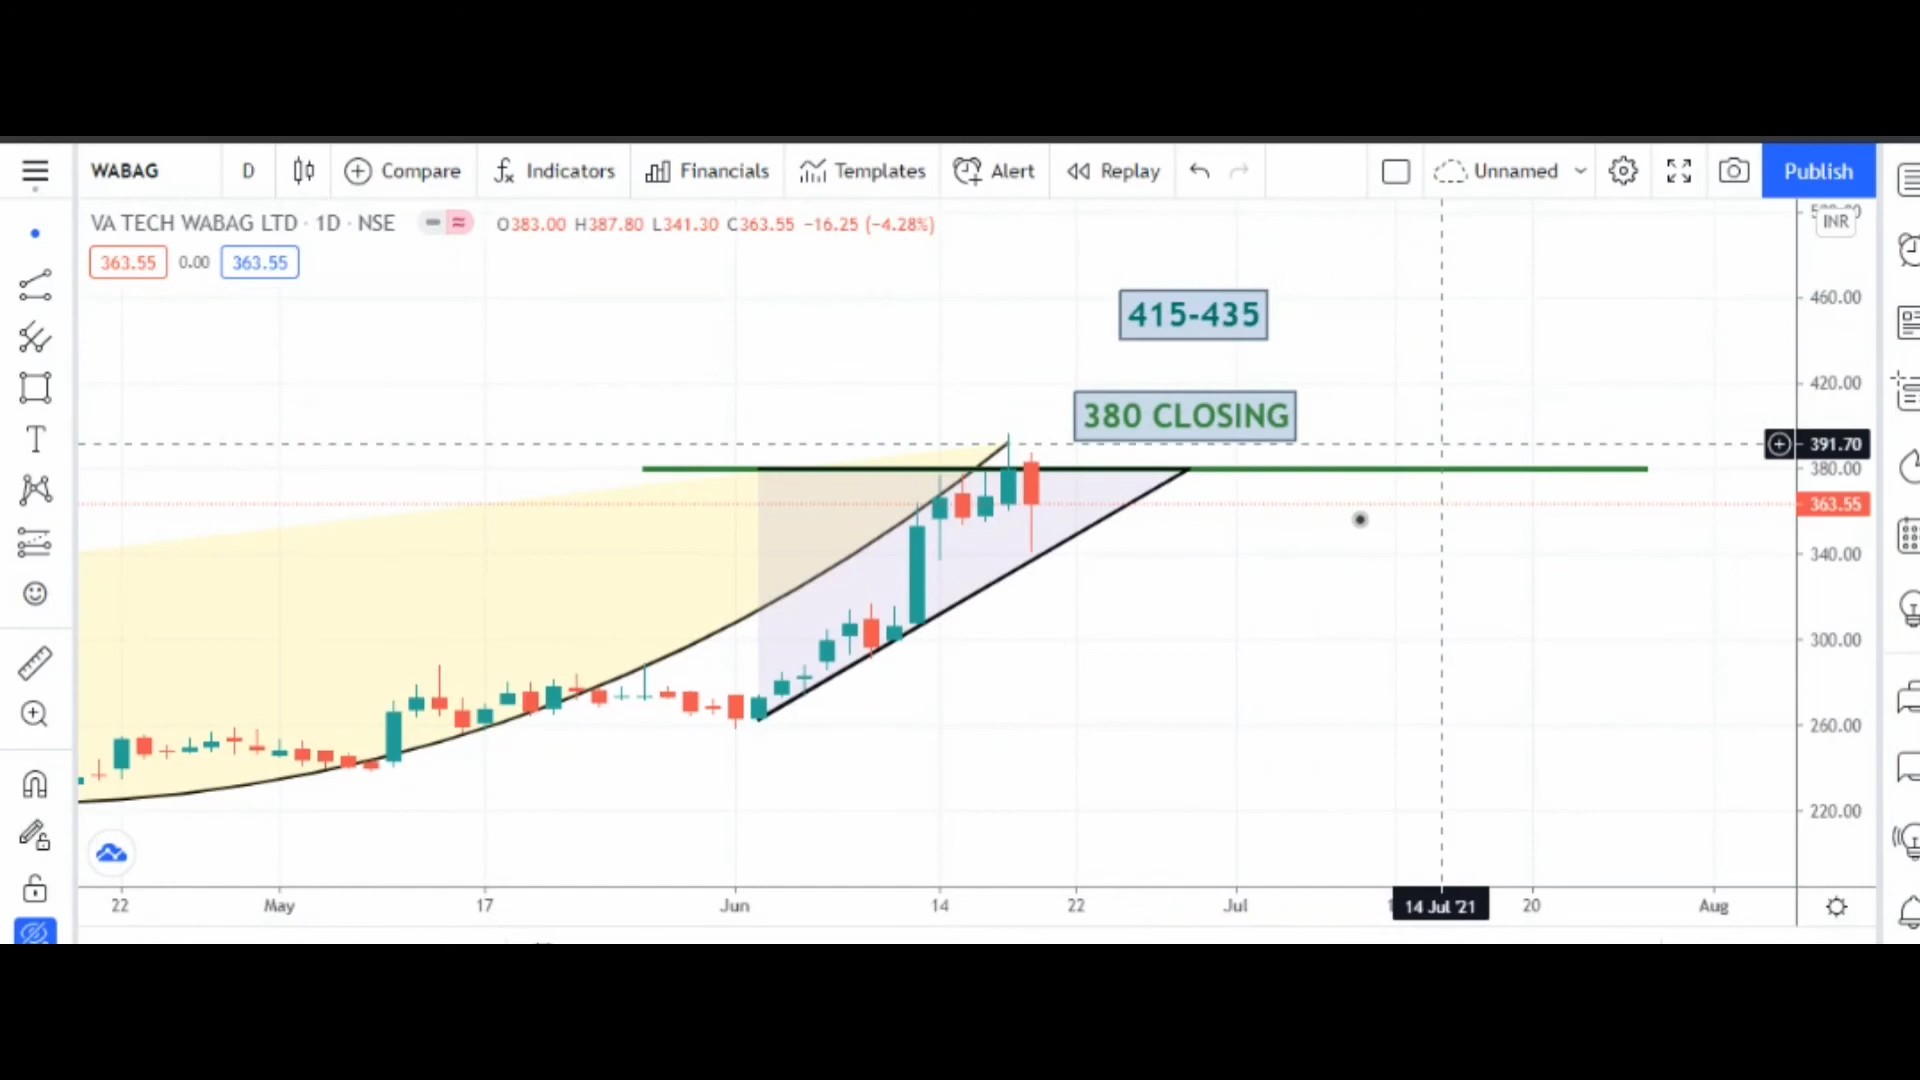 WABAG D Compare Indicators Financials Templates Alert Replay Unnamed Publish
VA TECH WABAG LTD · 1D · NSE O383.00 H387.80 L341.30 C363.55 −16.25 (−4.28%)
INR
363.55 0.00 363.55
460.00
415-435
420.00
380 CLOSING
391.70
380.00
363.55
340.00
300.00
260.00
220.00
22 May 17 Jun 14 22 Jul 14 Jul '21 20 Aug